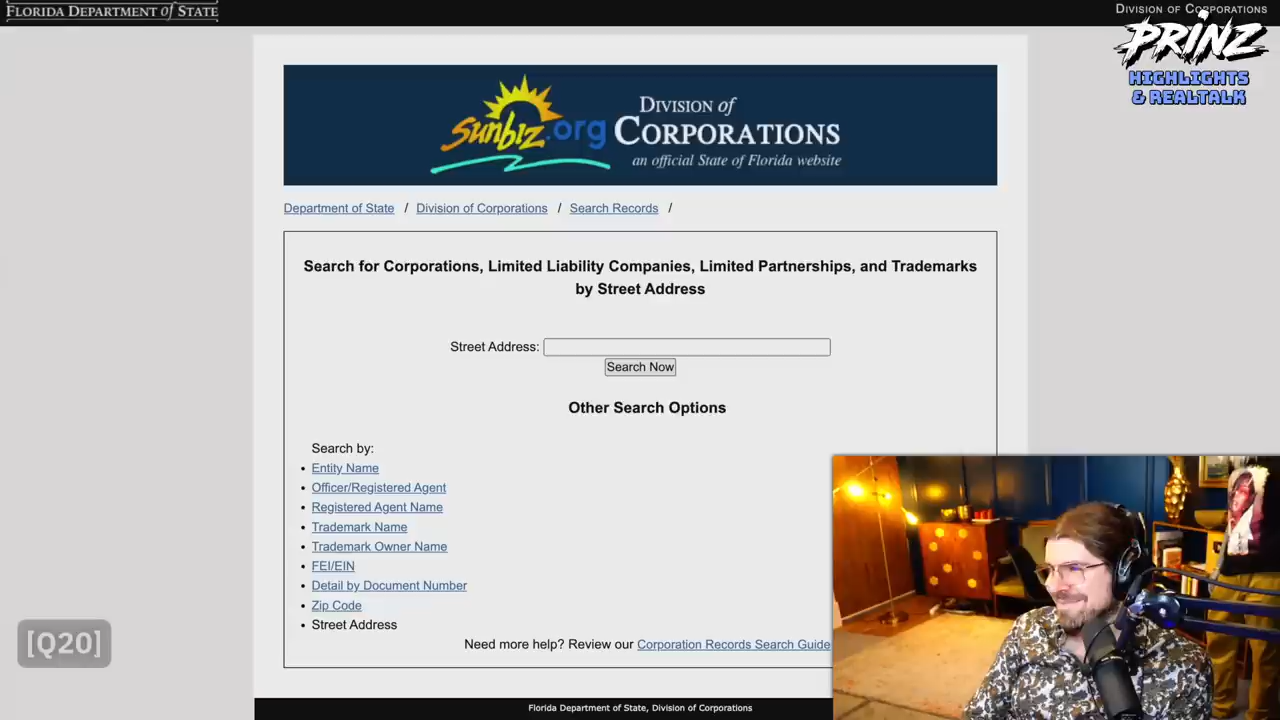 FLORIDA DEPARTMENT of STATE
DIVISION OF CORPORATIONS
PRINZ
HIGHLIGHTS
& REALTALK
Sunbiz.org
DIVISION of
CORPORATIONS
an official State of Florida website
Department of State / Division of Corporations / Search Records /
Search for Corporations, Limited Liability Companies, Limited Partnerships, and Trademarks
by Street Address
Street Address:
Search Now
Other Search Options
Search by:
• Entity Name
• Officer/Registered Agent
• Registered Agent Name
• Trademark Name
• Trademark Owner Name
• FEI/EIN
• Detail by Document Number
• Zip Code
• Street Address
[Q20]
Need more help? Review our Corporation Records Search Guide
Florida Department of State, Division of Corporations